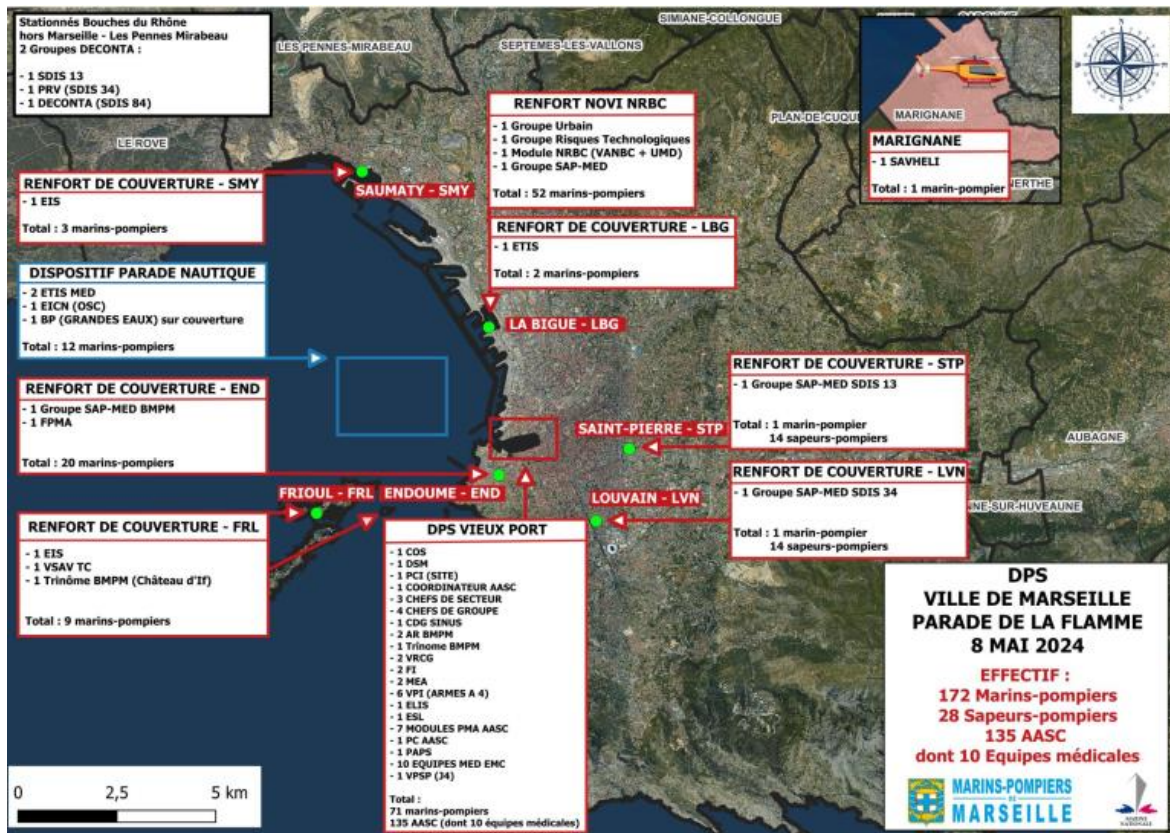 Stationnés Bouches du Rhône
hors Marseille - Les Pennes Mirabeau
2 Groupes DECONTA :
- 1 SDIS 13
- 1 PRV (SDIS 34)
- 1 DECONTA (SDIS 84)
SIMIANE-COLLONGUE
LES PENNES-MIRABEAU
SEPTEMES-LES-VALLONS
LE ROVE
PLAN-DE-CUQUE
MARIGNANE
MARIGNANE
- 1 SAVHELI
Total : 1 marin-pompier
NERTHE
N
RENFORT NOVI NRBC
- 1 Groupe Urbain
- 1 Groupe Risques Technologiques
- 1 Module NRBC (VANBC + UMD)
- 1 Groupe SAP-MED
Total : 52 marins-pompiers
RENFORT DE COUVERTURE - SMY
- 1 EIS
Total : 3 marins-pompiers
SAUMATY - SMY
RENFORT DE COUVERTURE - LBG
- 1 ETIS
Total : 2 marins-pompiers
DISPOSITIF PARADE NAUTIQUE
- 2 ETIS MED
- 1 EICN (OSC)
- 1 BP (GRANDES EAUX) sur couverture
Total : 12 marins-pompiers
LA BIGUE - LBG
RENFORT DE COUVERTURE - END
- 1 Groupe SAP-MED BMPM
- 1 FPMA
Total : 20 marins-pompiers
RENFORT DE COUVERTURE - STP
- 1 Groupe SAP-MED SDIS 13
Total : 1 marin-pompier
14 sapeurs-pompiers
SAINT-PIERRE - STP
AUBAGNE
RENFORT DE COUVERTURE - LVN
- 1 Groupe SAP-MED SDIS 34
Total : 1 marin-pompier
14 sapeurs-pompiers
NNE-SUR-HUVEAUNE
FRIOUL - FRL
ENDOUME - END
LOUVAIN - LVN
RENFORT DE COUVERTURE - FRL
- 1 EIS
- 1 VSAV TC
- 1 Trinôme BMPM (Château d'If)
Total : 9 marins-pompiers
DPS VIEUX PORT
- 1 COS
- 1 DSM
- 1 PCI (SITE)
- 1 COORDINATEUR AASC
- 3 CHEFS DE SECTEUR
- 4 CHEFS DE GROUPE
- 1 CDG SINUS
- 2 AR BMPM
- 1 Trinome BMPM
- 2 VRCG
- 2 FI
- 2 MEA
- 6 VPI (ARMES A 4)
- 1 ELIS
- 1 ESL
- 7 MODULES PMA AASC
- 1 PC AASC
- 1 PAPS
- 10 EQUIPES MED EMC
- 1 VPSP (J4)
Total :
71 marins-pompiers
135 AASC (dont 10 équipes médicales)
DPS
VILLE DE MARSEILLE
PARADE DE LA FLAMME
8 MAI 2024
EFFECTIF :
172 Marins-pompiers
28 Sapeurs-pompiers
135 AASC
dont 10 Equipes médicales
MARINS-POMPIERS
DE
MARSEILLE
MARINE
NATIONALE
0 2,5 5 km